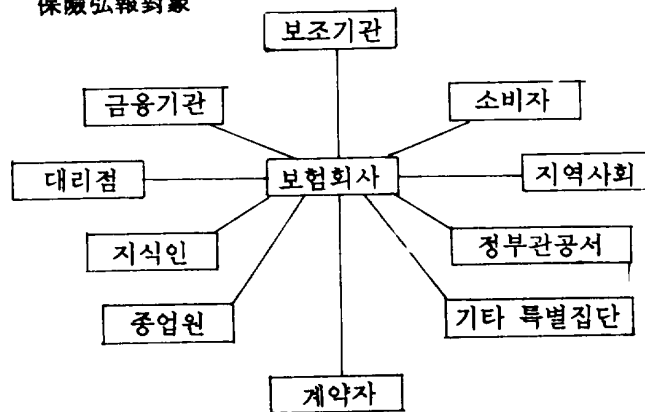 保險弘報對象
보조기관
금융기관
소비자
대리점
보험회사
지역사회
지식인
정부관공서
종업원
기타 특별집단
계약자